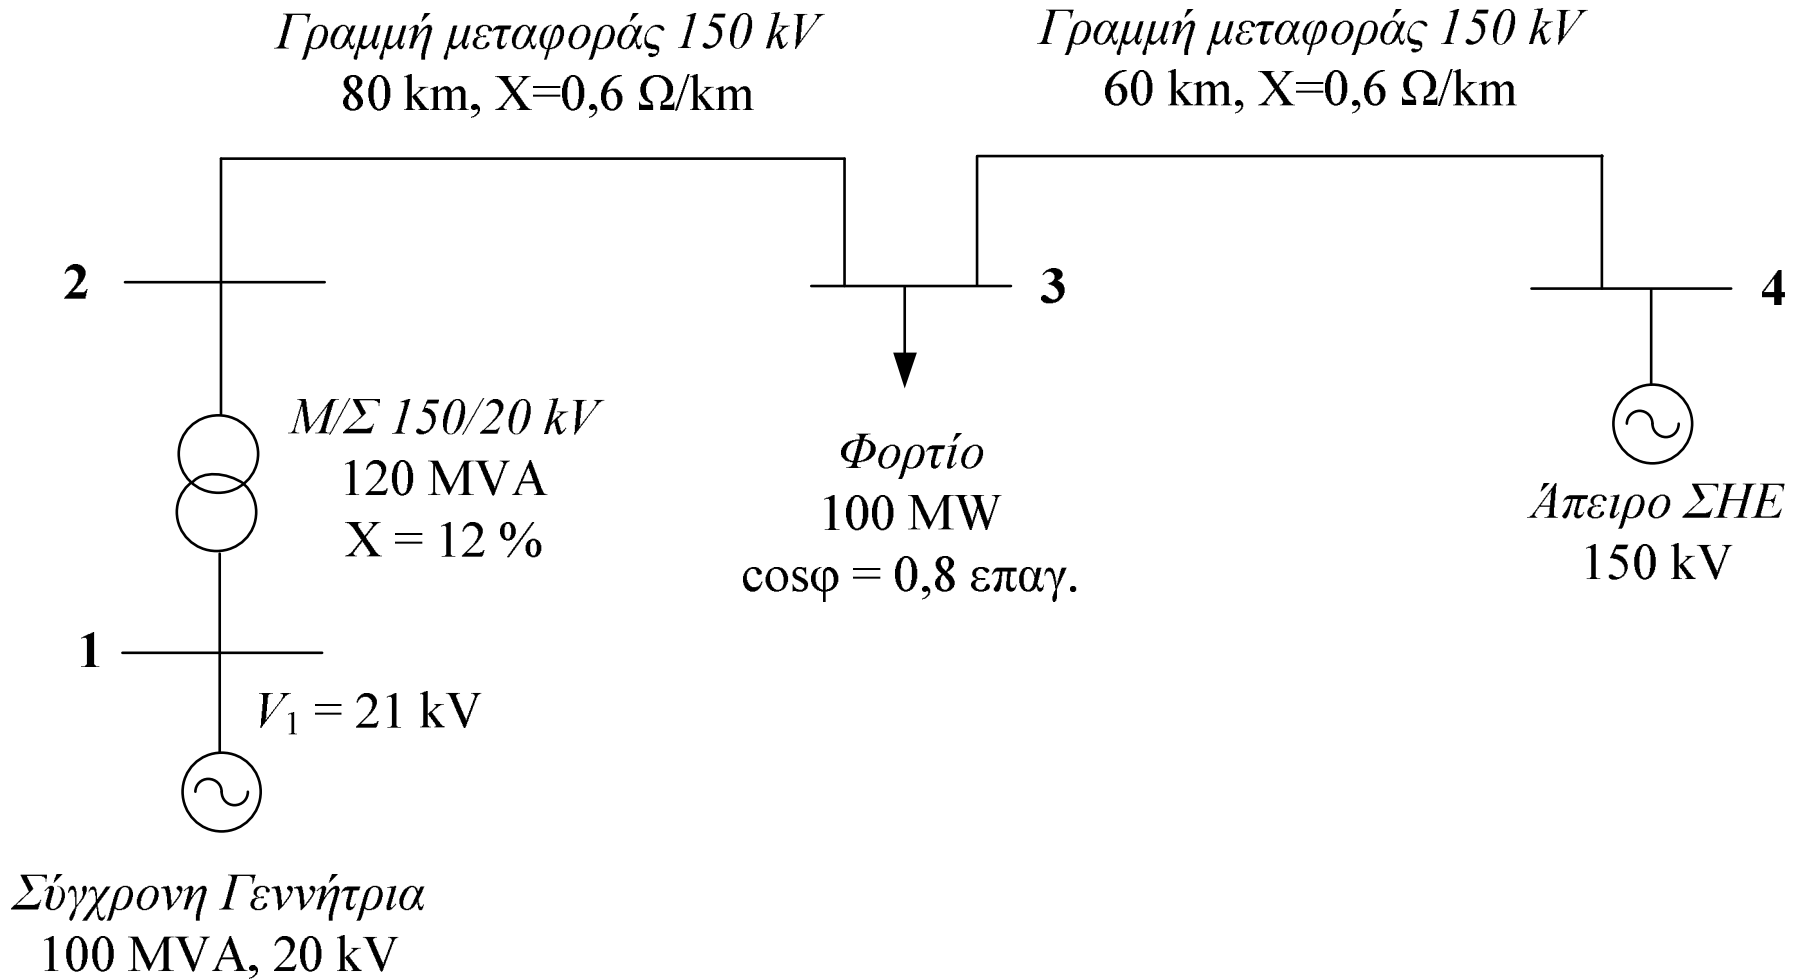 Γραμμή μεταφοράς 150 kV
80 km, X=0,6 Ω/km
Γραμμή μεταφοράς 150 kV
60 km, X=0,6 Ω/km
2
3
4
Μ/Σ 150/20 kV
120 MVA
X = 12 %
Φορτίο
100 MW
cosφ = 0,8 επαγ.
Άπειρο ΣΗΕ
150 kV
1
V₁ = 21 kV
Σύγχρονη Γεννήτρια
100 MVA, 20 kV